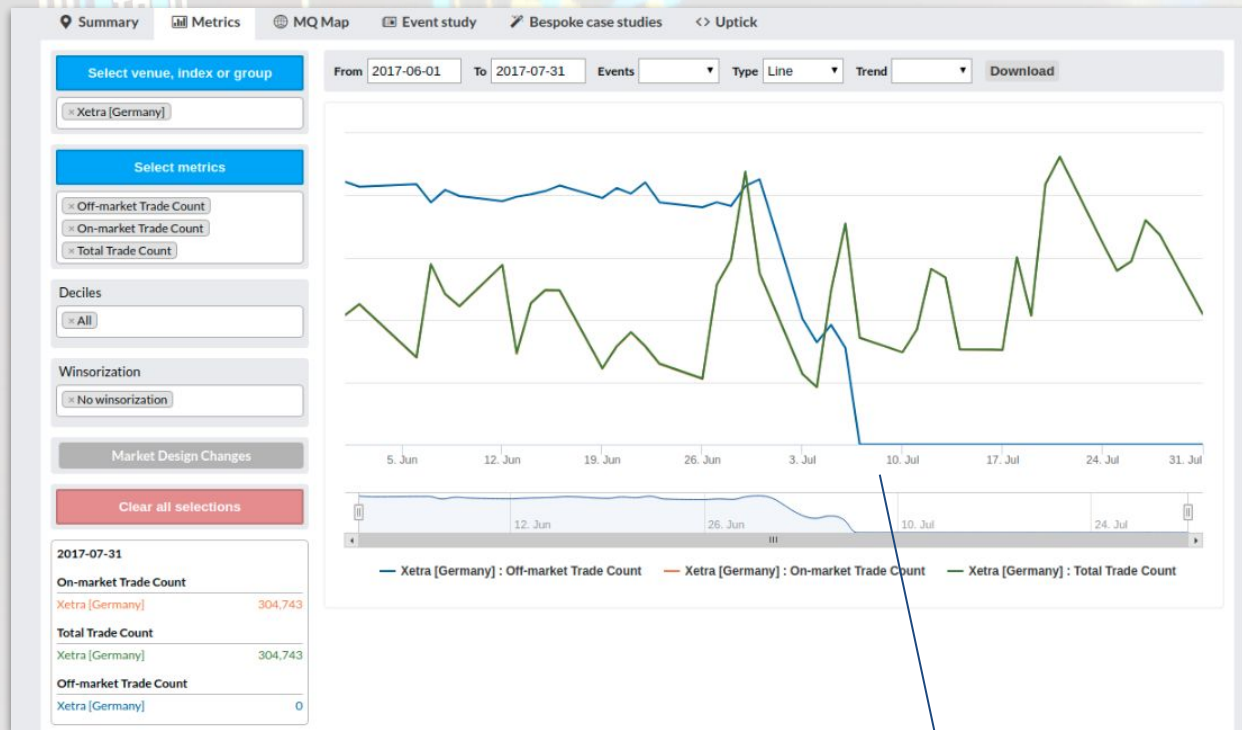 Summary Metrics MQ Map Event study Bespoke case studies <> Uptick
Select venue, index or group
× Xetra [Germany]
Select metrics
× Off-market Trade Count
× On-market Trade Count
× Total Trade Count
Deciles
× All
Winsorization
× No winsorization
Market Design Changes
Clear all selections
2017-07-31
On-market Trade Count
Xetra [Germany] 304,743
Total Trade Count
Xetra [Germany] 304,743
Off-market Trade Count
Xetra [Germany] 0
From 2017-06-01 To 2017-07-31 Events Type Line Trend Download
5. Jun 12. Jun 19. Jun 26. Jun 3. Jul 10. Jul 17. Jul 24. Jul 31. Jul
12. Jun 26. Jun 10. Jul 24. Jul
Xetra [Germany] : Off-market Trade Count Xetra [Germany] : On-market Trade Count Xetra [Germany] : Total Trade Count